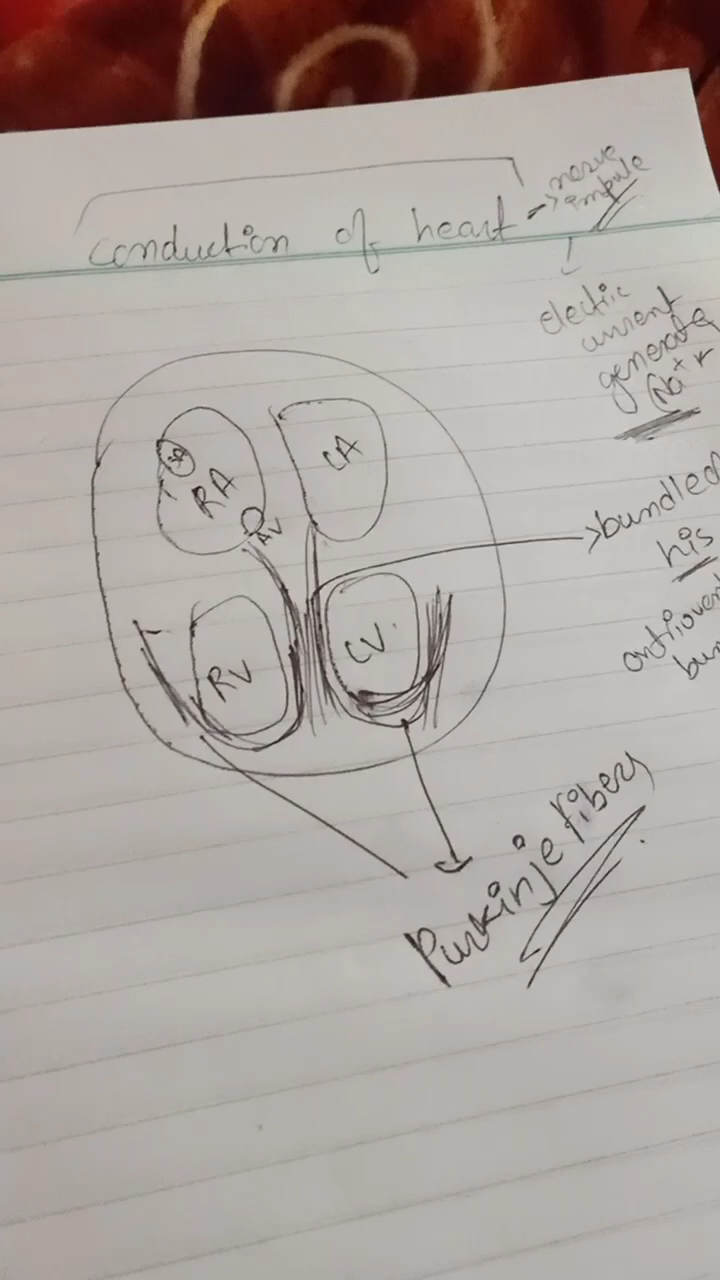 conduction of heart → nerve
impule
electric
current
generate
Na+
SA
RA
LA
AV
→ bundle of
his
RV
LV
Purkinje fibers